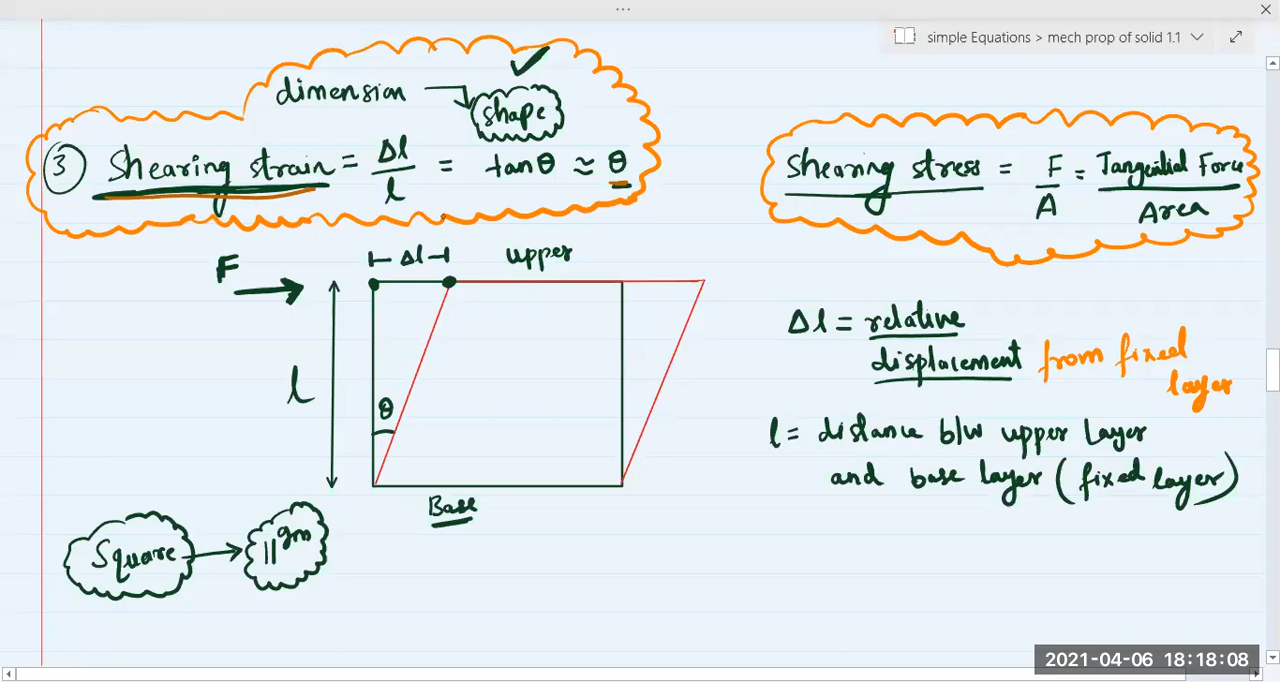 simple Equations > mech prop of solid 1.1
dimension → shape
③ Shearing strain = Δl/l = tanθ ≈ θ
Shearing stress = F/A = Tangential Force/Area
F
Δl
upper
l
θ
Base
Δl = relative
displacement from fixed
layer
l = distance b/w upper layer
and base layer (fixed layer)
Square → ||gm
2021-04-06 18:18:08